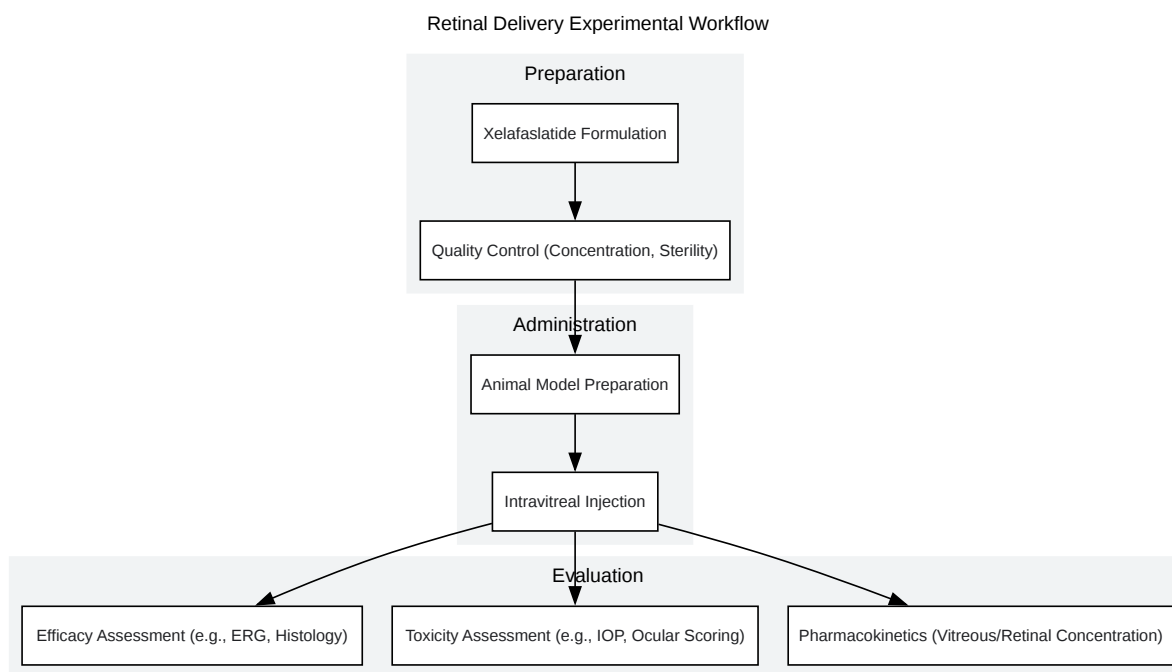 Retinal Delivery Experimental Workflow
Preparation
Xelafaslatide Formulation
Quality Control (Concentration, Sterility)
Administration
Animal Model Preparation
Intravitreal Injection
Evaluation
Efficacy Assessment (e.g., ERG, Histology)
Toxicity Assessment (e.g., IOP, Ocular Scoring)
Pharmacokinetics (Vitreous/Retinal Concentration)